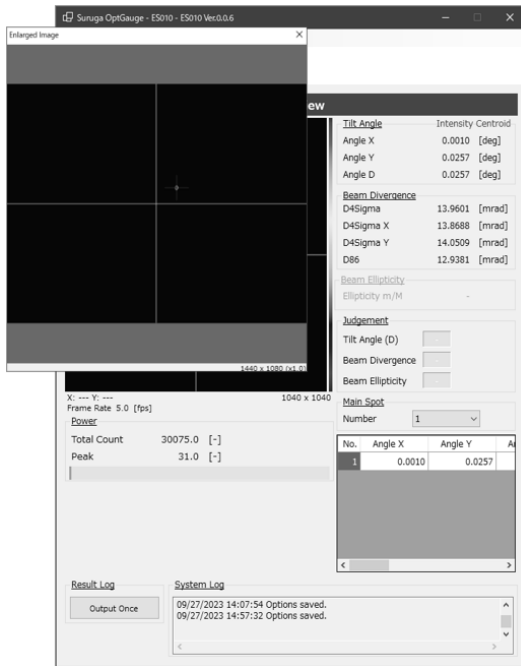 Suruga OptGauge - ES010 - ES010 Ver.0.0.6
Enlarged Image
ew
Tilt Angle Intensity Centroid
Angle X 0.0010 [deg]
Angle Y 0.0257 [deg]
Angle D 0.0257 [deg]
Beam Divergence
D4Sigma 13.9601 [mrad]
D4Sigma X 13.8688 [mrad]
D4Sigma Y 14.0509 [mrad]
D86 12.9381 [mrad]
Beam Ellipticity
Ellipticity m/M -
Judgement
Tilt Angle (D) -
Beam Divergence -
Beam Ellipticity -
1440 x 1080 (x1.0)
X: --- Y: --- 1040 x 1040
Frame Rate 5.0 [fps]
Main Spot
Number 1
Power
Total Count 30075.0 [-]
Peak 31.0 [-]
No. Angle X Angle Y
1 0.0010 0.0257
Result Log
Output Once
System Log
09/27/2023 14:07:54 Options saved.
09/27/2023 14:57:32 Options saved.